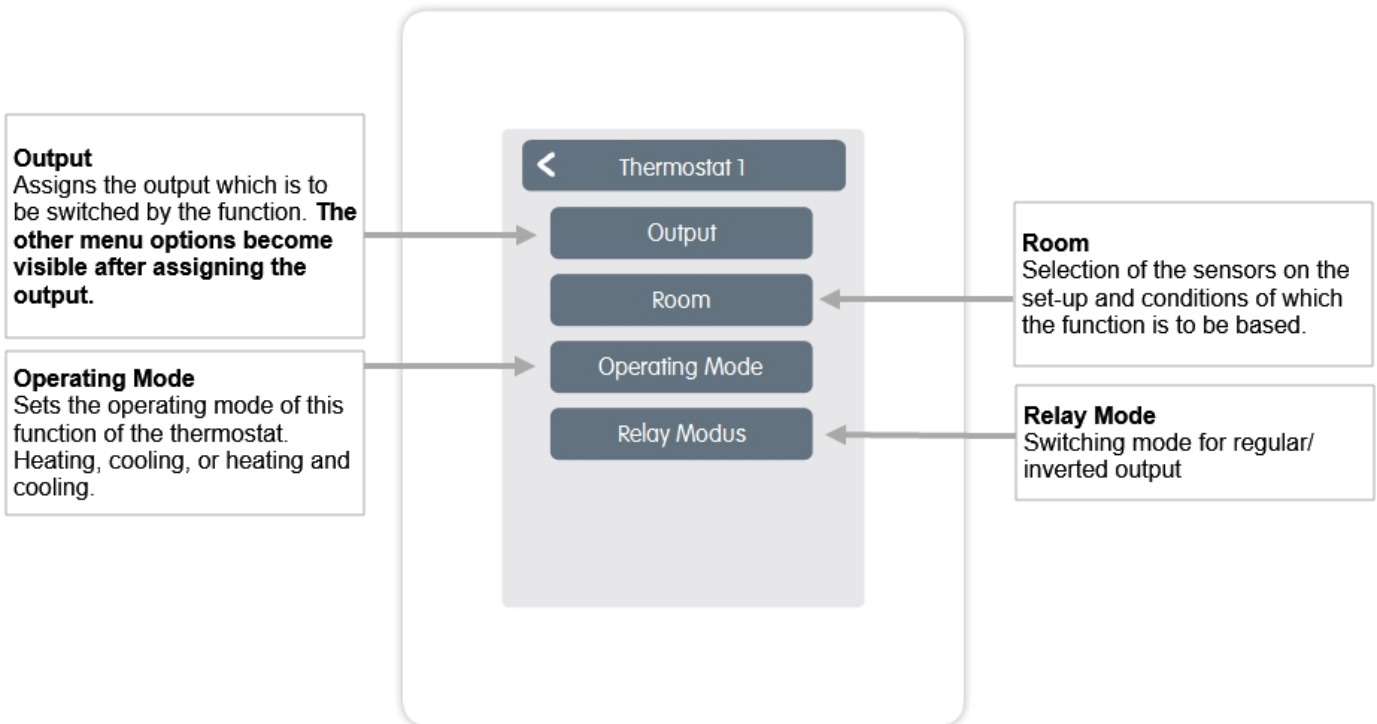 Output
Assigns the output which is to
be switched by the function. The
other menu options become
visible after assigning the
output.
Operating Mode
Sets the operating mode of this
function of the thermostat.
Heating, cooling, or heating and
cooling.
Thermostat 1
Output
Room
Operating Mode
Relay Modus
Room
Selection of the sensors on the
set-up and conditions of which
the function is to be based.
Relay Mode
Switching mode for regular/
inverted output